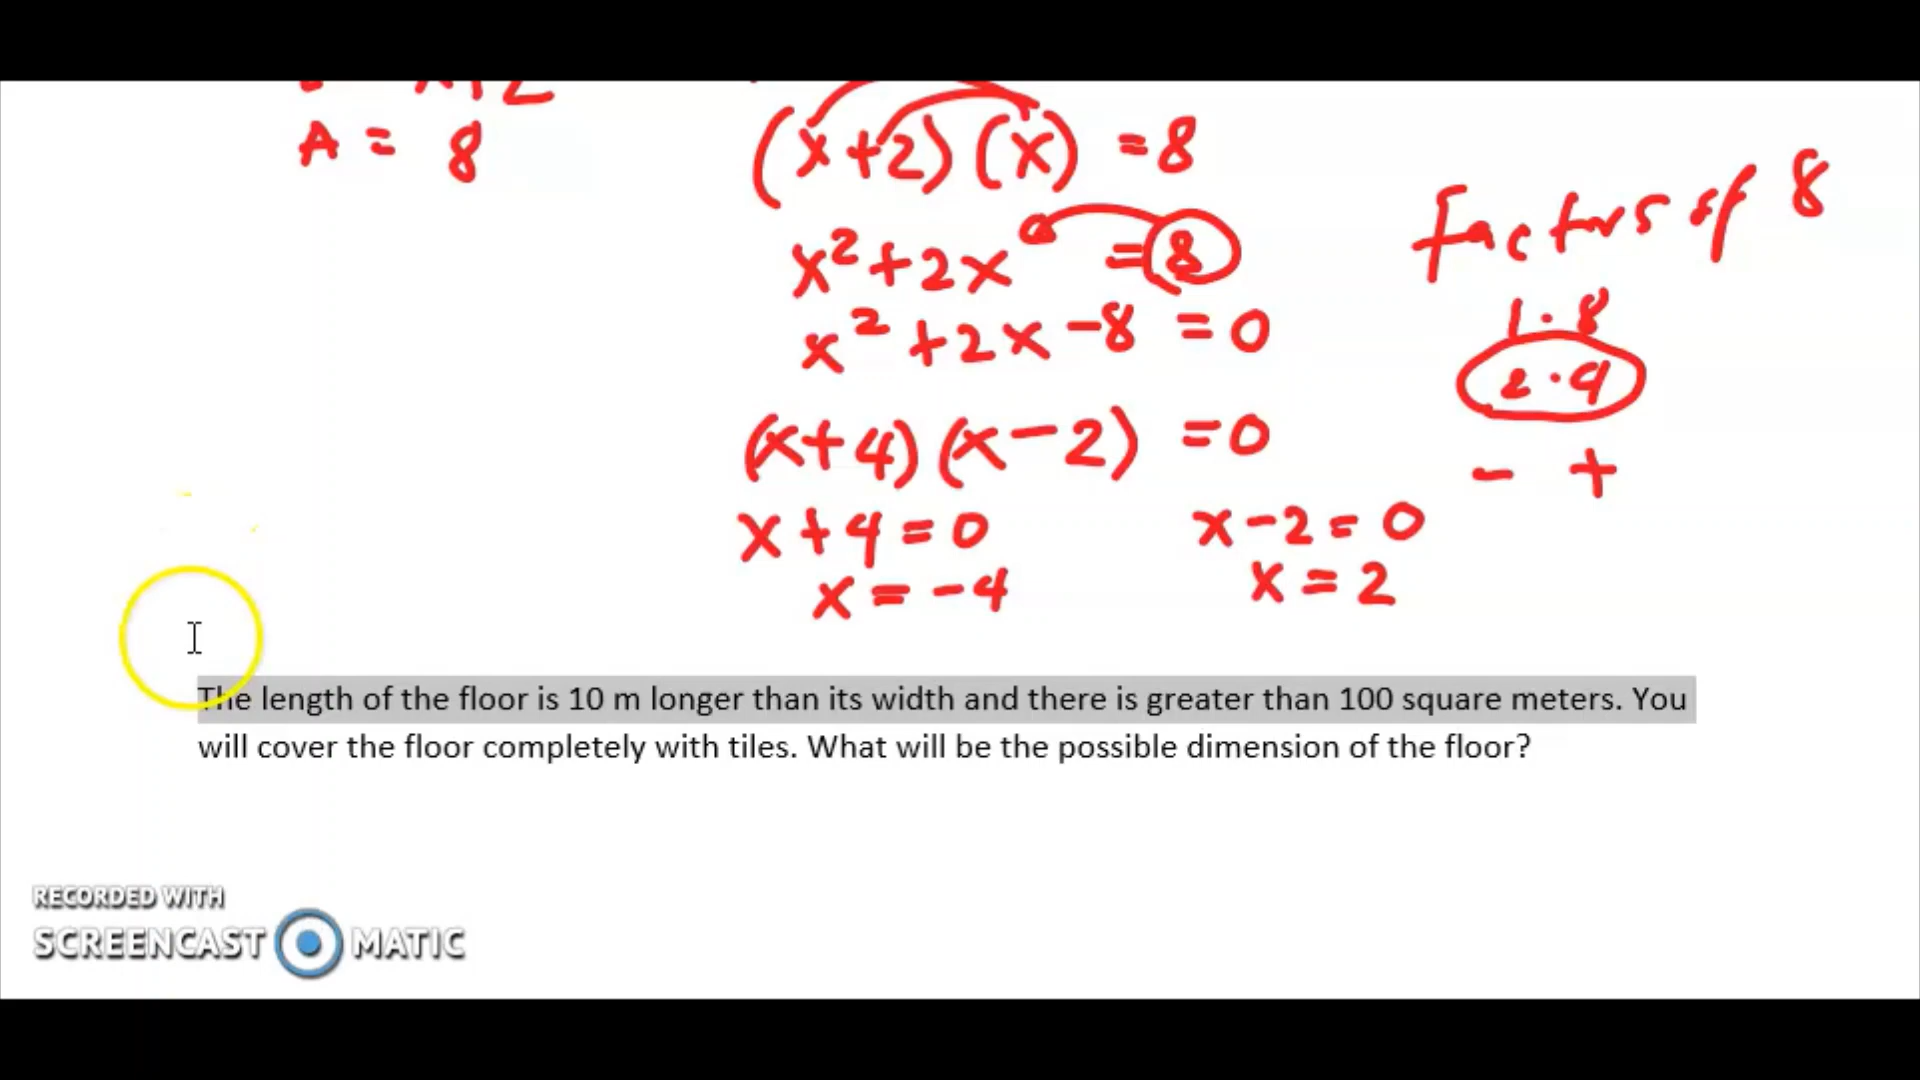 A = 8
(x+2)(x) = 8
x²+2x = 8
x²+2x-8 = 0
(x+4)(x-2) = 0
x+4=0 x-2=0
x=-4 x=2
factors of 8
1·8
2·4
- +
The length of the floor is 10 m longer than its width and there is greater than 100 square meters. You
will cover the floor completely with tiles. What will be the possible dimension of the floor?
RECORDED WITH
SCREENCAST MATIC